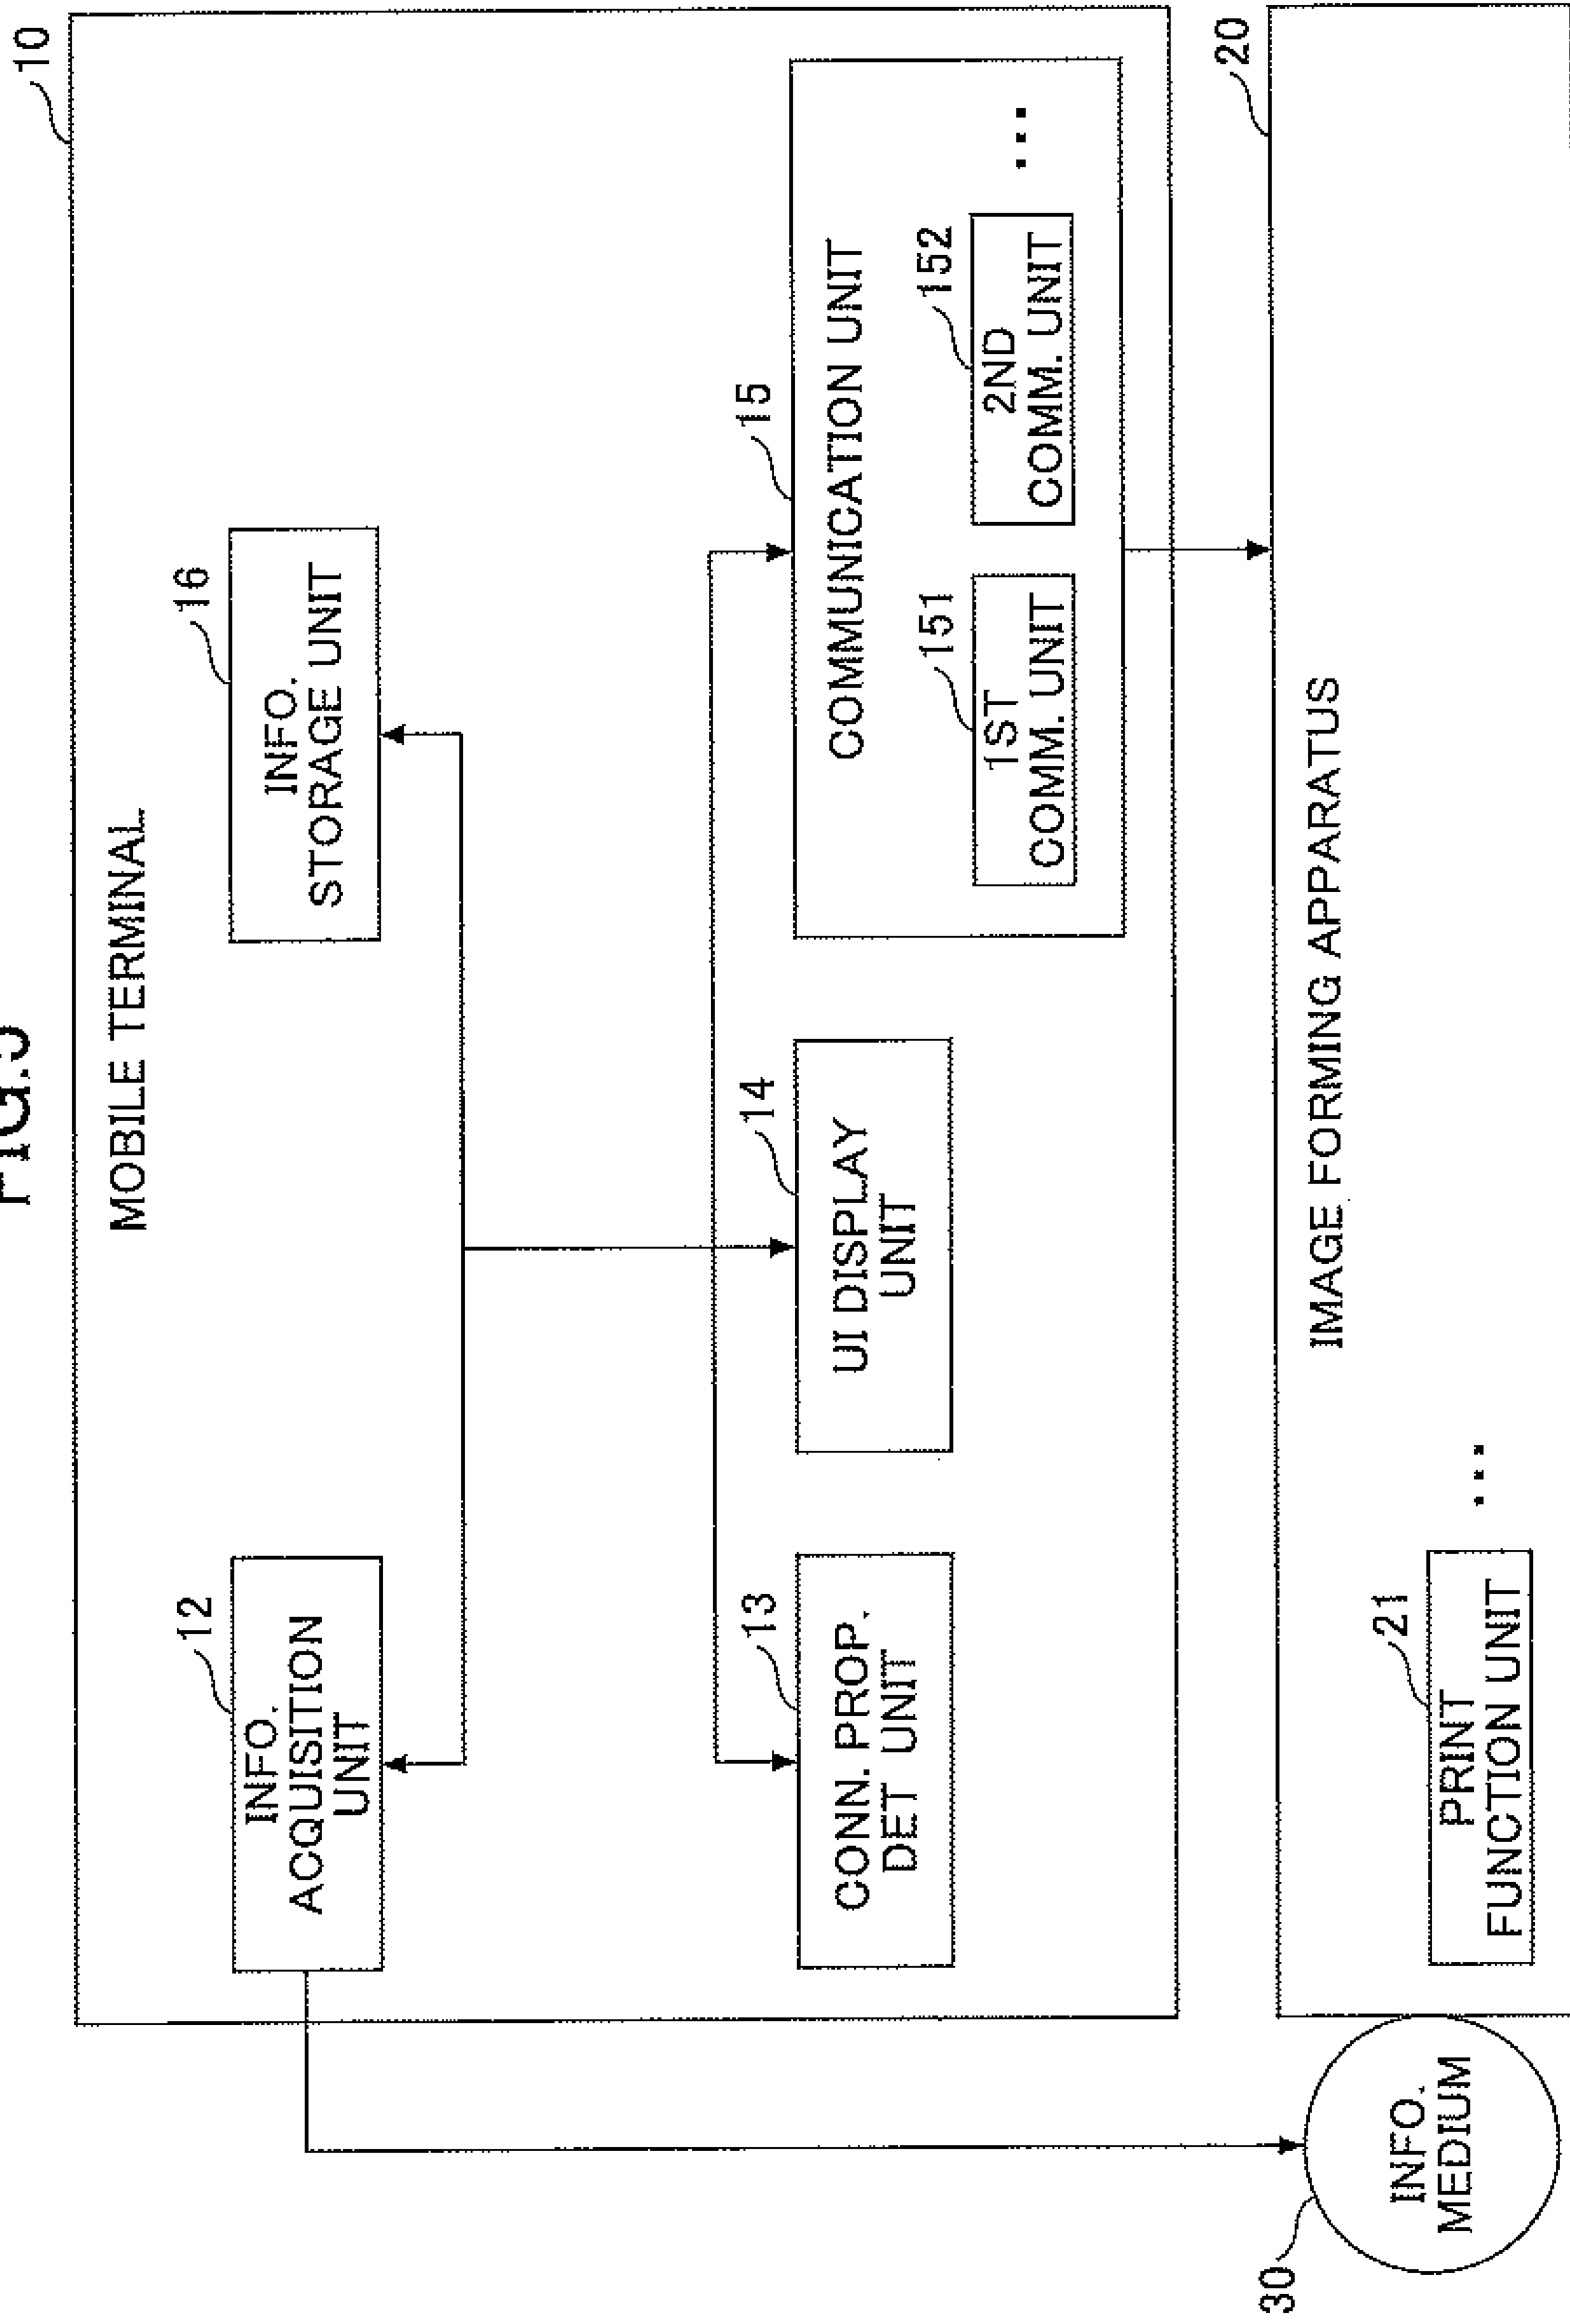 10
MOBILE TERMINAL
12
INFO.
ACQUISITION
UNIT
16
INFO.
STORAGE UNIT
13
CONN. PROP.
DET UNIT
14
UI DISPLAY
UNIT
15
COMMUNICATION UNIT
151
1ST
COMM. UNIT
152
2ND
COMM. UNIT
...
20
IMAGE FORMING APPARATUS
30
INFO.
MEDIUM
21
PRINT
FUNCTION UNIT
...